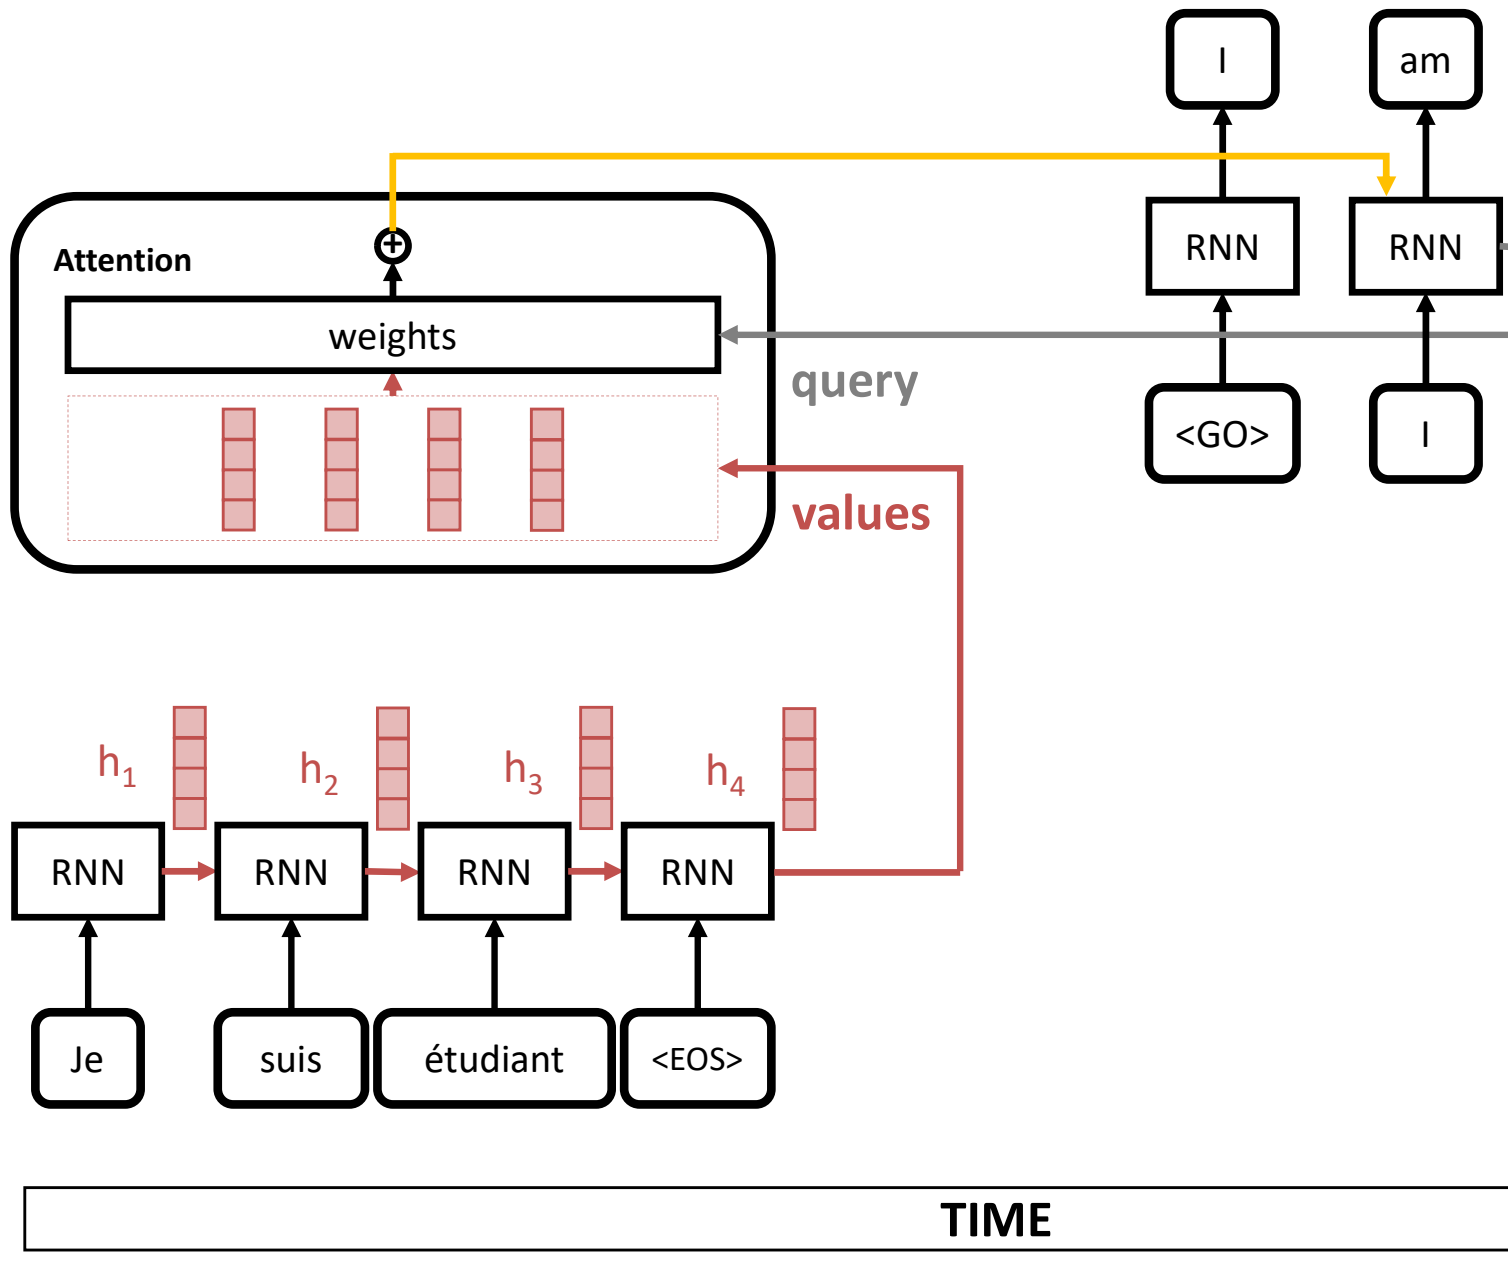 I am
Attention
RNN RNN
weights
query
<GO> I
values
h1 h2 h3 h4
RNN RNN RNN RNN
Je suis étudiant <EOS>
TIME